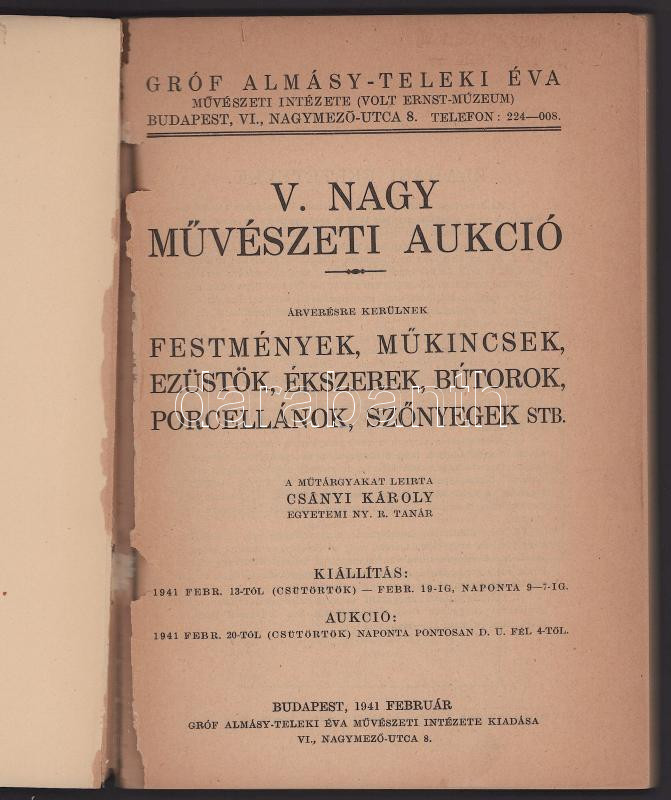 GRÓF ALMÁSY-TELEKI ÉVA
MŰVÉSZETI INTÉZETE (VOLT ERNST-MÚZEUM)
BUDAPEST, VI., NAGYMEZŐ-UTCA 8. TELEFON: 224—008.
V. NAGY
MŰVÉSZETI AUKCIÓ
ÁRVERÉSRE KERÜLNEK
FESTMÉNYEK, MŰKINCSEK,
EZÜSTÖK, ÉKSZEREK, BÚTOROK,
PORCELLÁNOK, SZŐNYEGEK STB.
darabanth
A MŰTÁRGYAKAT LEIRTA
CSÁNYI KÁROLY
EGYETEMI NY. R. TANÁR
KIÁLLÍTÁS:
1941 FEBR. 13-TÓL (CSÜTÖRTÖK) — FEBR. 19-IG, NAPONTA 9—7-IG.
AUKCIÓ:
1941 FEBR. 20-TÓL (CSÜTÖRTÖK) NAPONTA PONTOSAN D. U. FÉL 4-TŐL.
BUDAPEST, 1941 FEBRUÁR
GRÓF ALMÁSY-TELEKI ÉVA MŰVÉSZETI INTÉZETE KIADÁSA
VI., NAGYMEZŐ-UTCA 8.